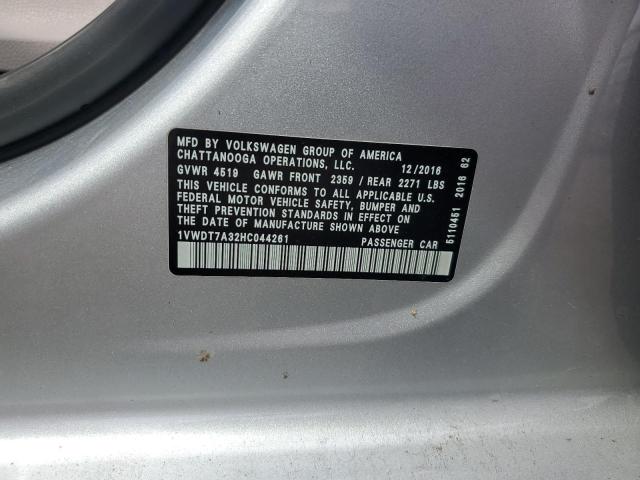 MFD BY VOLKSWAGEN GROUP OF AMERICA
CHATTANOOGA OPERATIONS, LLC. 12/2016
GVWR 4519 GAWR FRONT 2359 / REAR 2271 LBS
THIS VEHICLE CONFORMS TO ALL APPLICABLE U.S.
FEDERAL MOTOR VEHICLE SAFETY, BUMPER AND
THEFT PREVENTION STANDARDS IN EFFECT ON
THE DATE OF MANUFACTURE SHOWN ABOVE
1VWDT7A32HC044261 PASSENGER CAR
5110451 2016 62